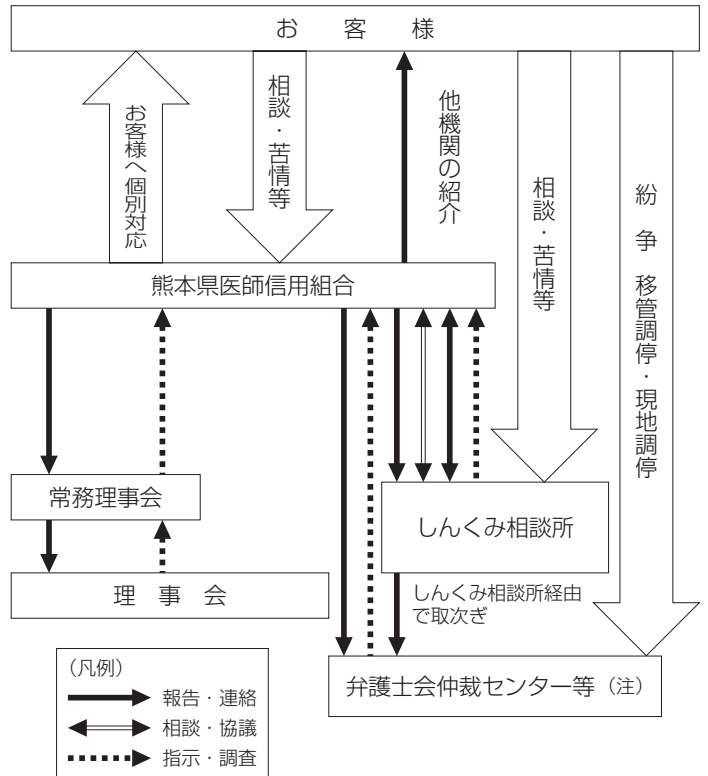 お　客　様
お客様へ個別対応
相談・苦情等
他機関の紹介
相談・苦情等
紛　争　移管調停・現地調停
熊本県医師信用組合
常務理事会
しんくみ相談所
理　事　会
しんくみ相談所経由
で取次ぎ
弁護士会仲裁センター等（注）
（凡例）
報告・連絡
相談・協議
指示・調査